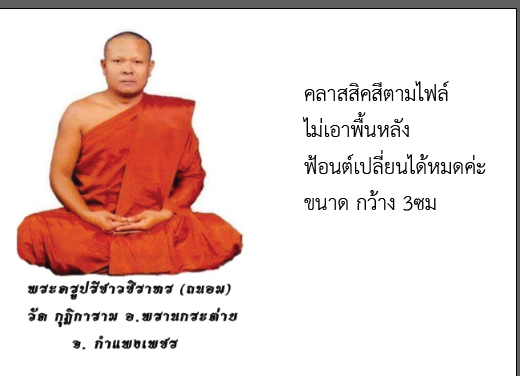 คลาสสิคสีตามไฟล์
ไม่เอาพื้นหลัง
ฟ้อนต์เปลี่ยนได้หมดค่ะ
ขนาด กว้าง 3ซม
พระครูปรีชาวชิราทร (ถนอม)
วัด กุฏิการาม อ.พรานกระต่าย
จ. กำแพงเพชร